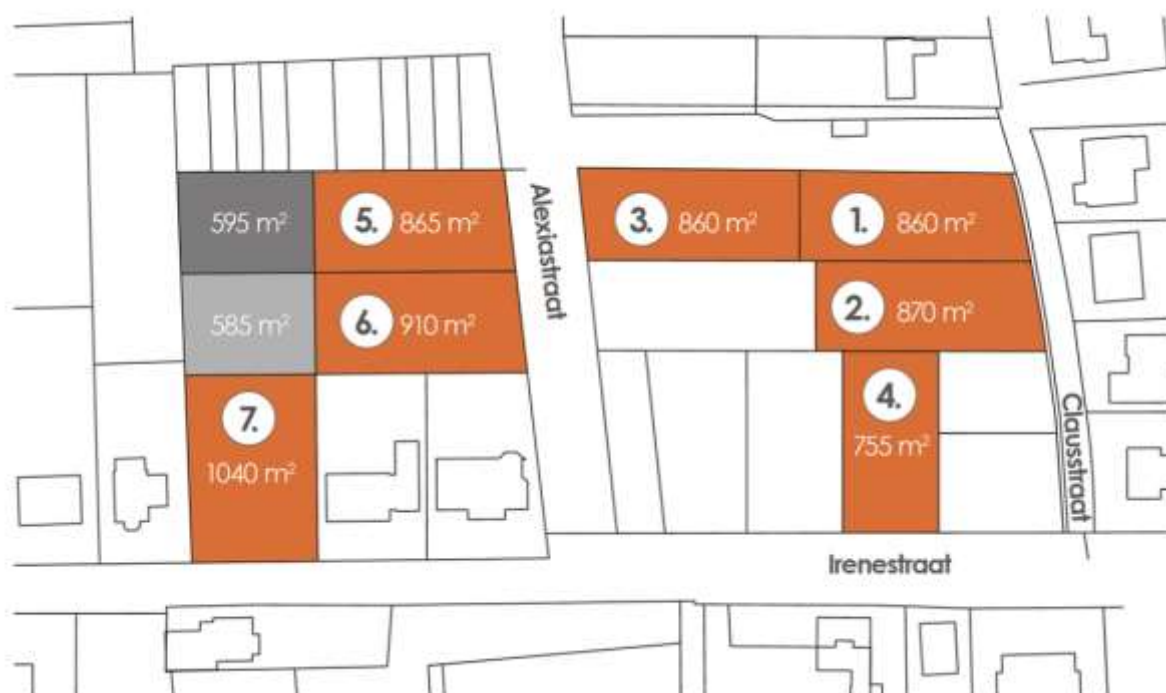 595 m²
5. 865 m²
Alexiastraat
3. 860 m²
1. 860 m²
585 m²
6. 910 m²
2. 870 m²
7.
1040 m²
4.
755 m²
Clausstraat
Irenestraat